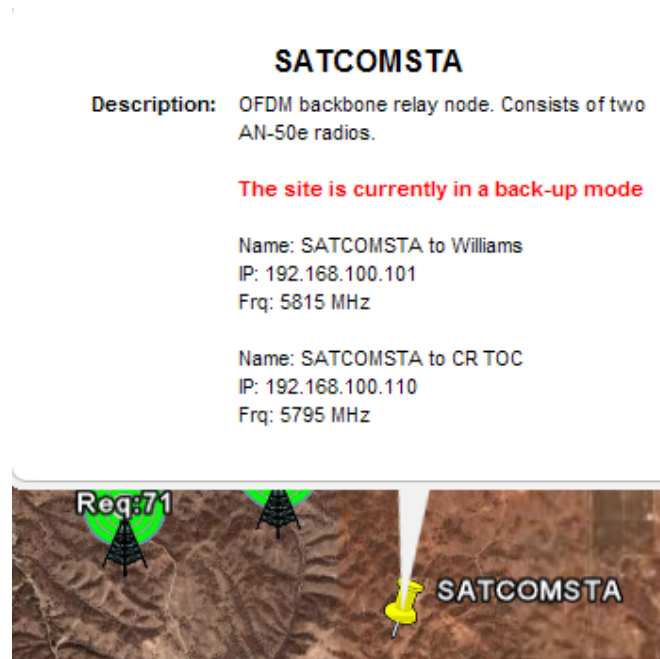 SATCOMSTA
Description: OFDM backbone relay node. Consists of two
AN-50e radios.
The site is currently in a back-up mode
Name: SATCOMSTA to Williams
IP: 192.168.100.101
Frq: 5815 MHz
Name: SATCOMSTA to CR TOC
IP: 192.168.100.110
Frq: 5795 MHz
Req:71
SATCOMSTA